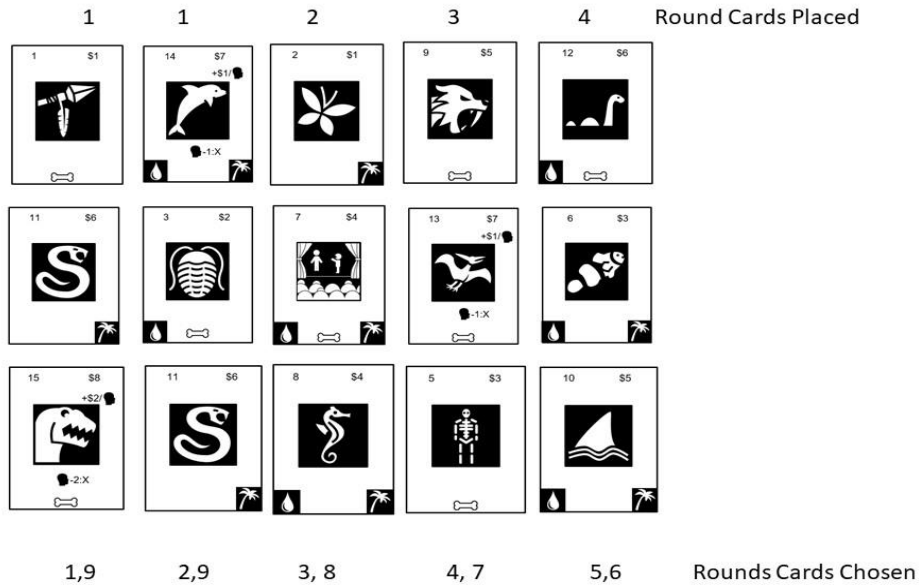 1 1 2 3 4 Round Cards Placed
1 $1 14 $7 2 $1 9 $5 12 $6
+$1/
-1:X
11 $6 3 $2 7 $4 13 $7 6 $3
+$1/
-1:X
15 $8 11 $6 8 $4 5 $3 10 $5
+$2/
-2:X
1,9 2,9 3, 8 4, 7 5,6 Rounds Cards Chosen